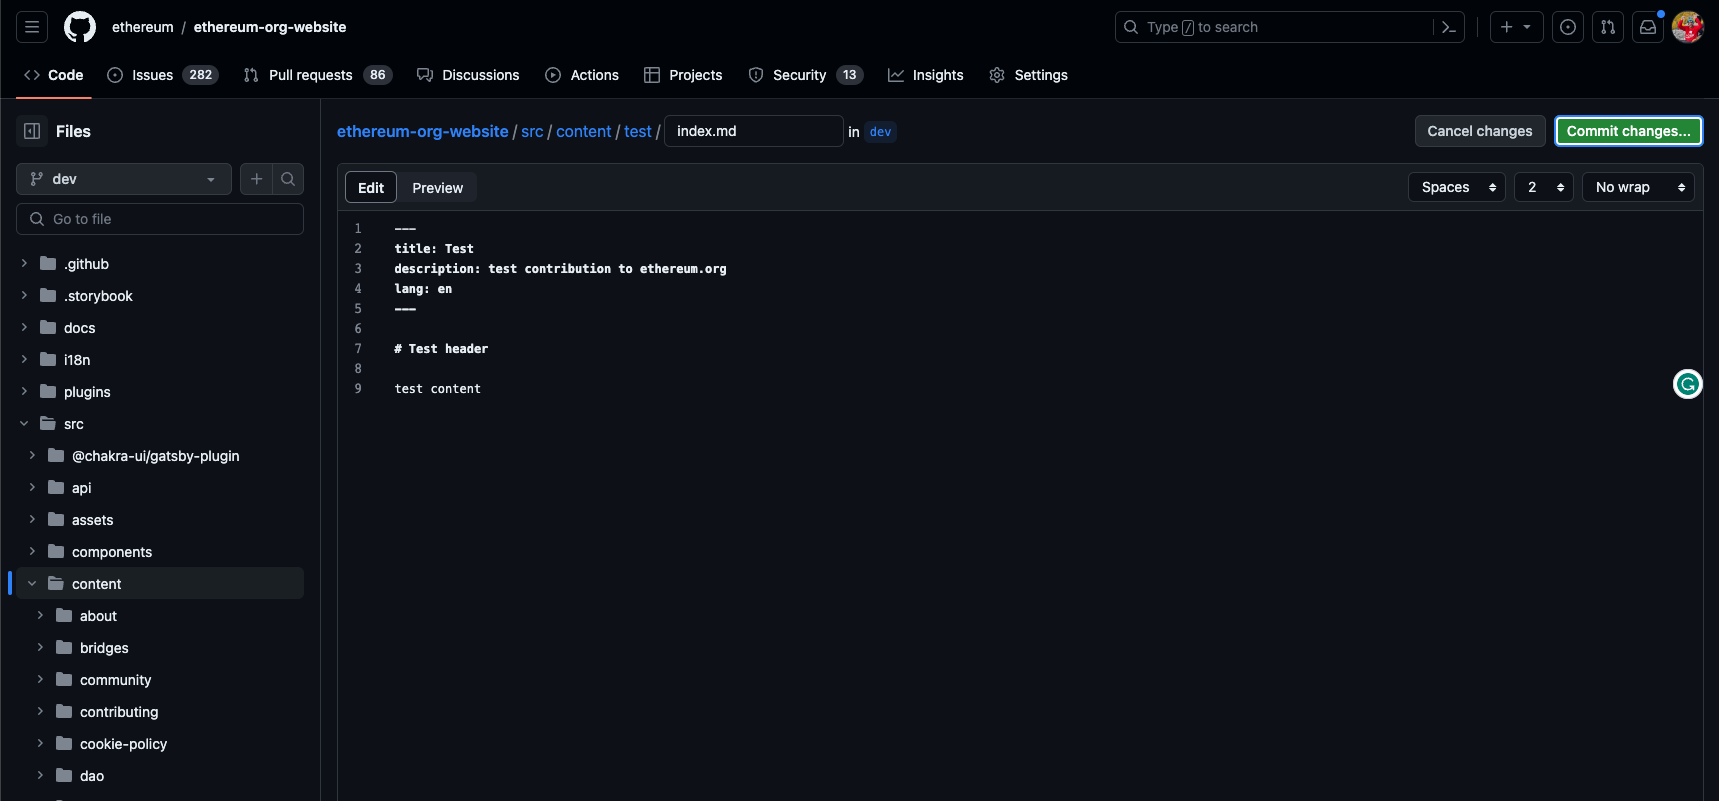 ethereum / ethereum-org-website
Type / to search
Code Issues 282 Pull requests 86 Discussions Actions Projects Security 13 Insights Settings
Files
ethereum-org-website / src / content / test / index.md in dev
Cancel changes Commit changes...
dev
Go to file
Edit Preview
Spaces 2 No wrap
.github
.storybook
docs
i18n
plugins
src
@chakra-ui/gatsby-plugin
api
assets
components
content
about
bridges
community
contributing
cookie-policy
dao
1 ---
2 title: Test
3 description: test contribution to ethereum.org
4 lang: en
5 ---
6
7 # Test header
8
9 test content